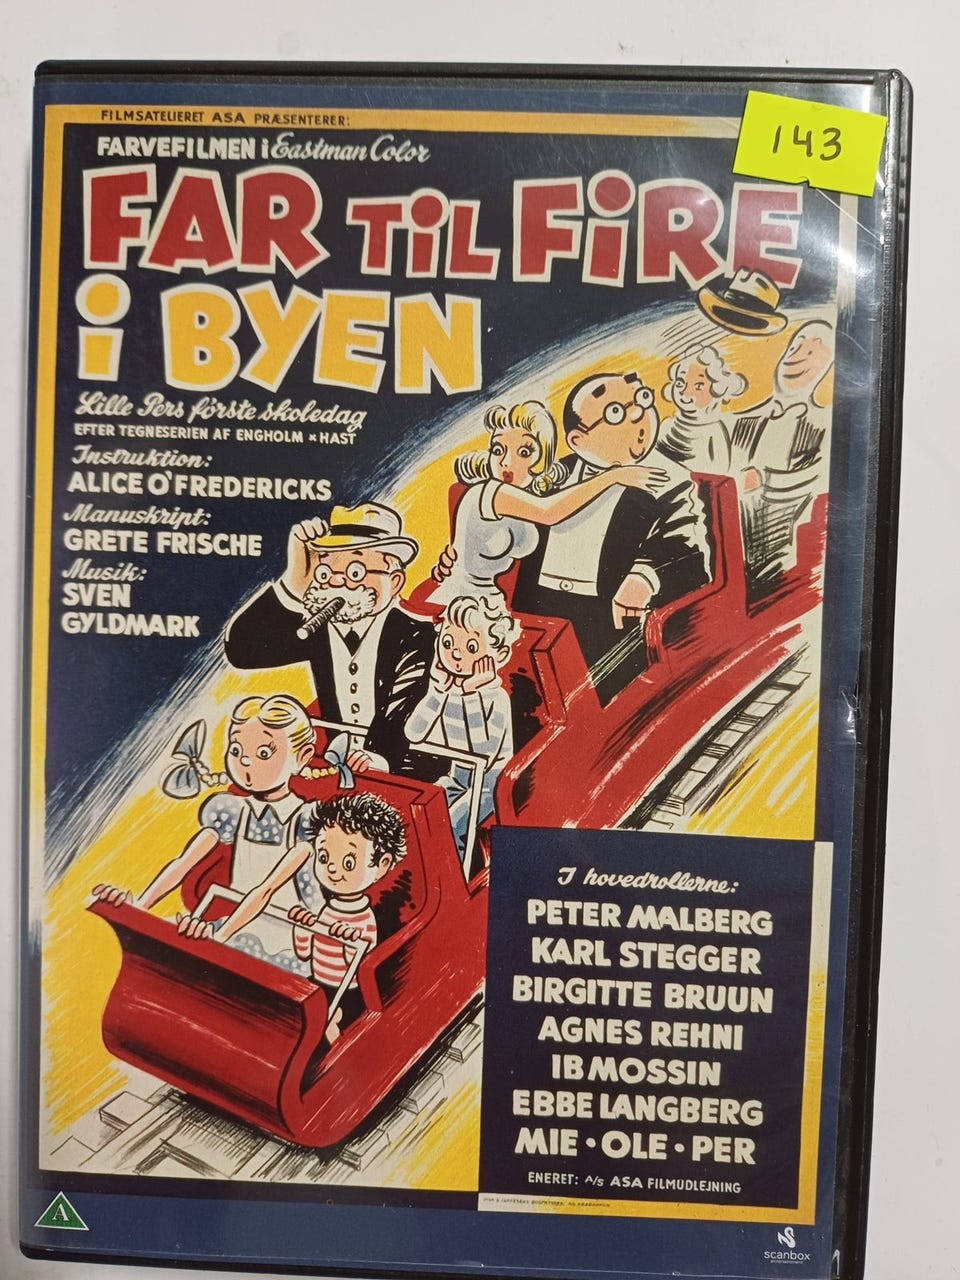 FILMSATELIERET ASA PRÆSENTERER:
143
FARVEFILMEN i Eastman Color
FAR TIL FIRE
i BYEN
Lille Pers første skoledag
EFTER TEGNESERIEN AF ENGHOLM × HAST
Instruktion:
ALICE O'FREDERICKS
Manuskript:
GRETE FRISCHE
Musik:
SVEN
GYLDMARK
I hovedrollerne:
PETER MALBERG
KARL STEGGER
BIRGITTE BRUUN
AGNES REHNI
IB MOSSIN
EBBE LANGBERG
MIE • OLE • PER
ENERET: A/S ASA FILMUDLEJNING
A
scanbox
entertainment